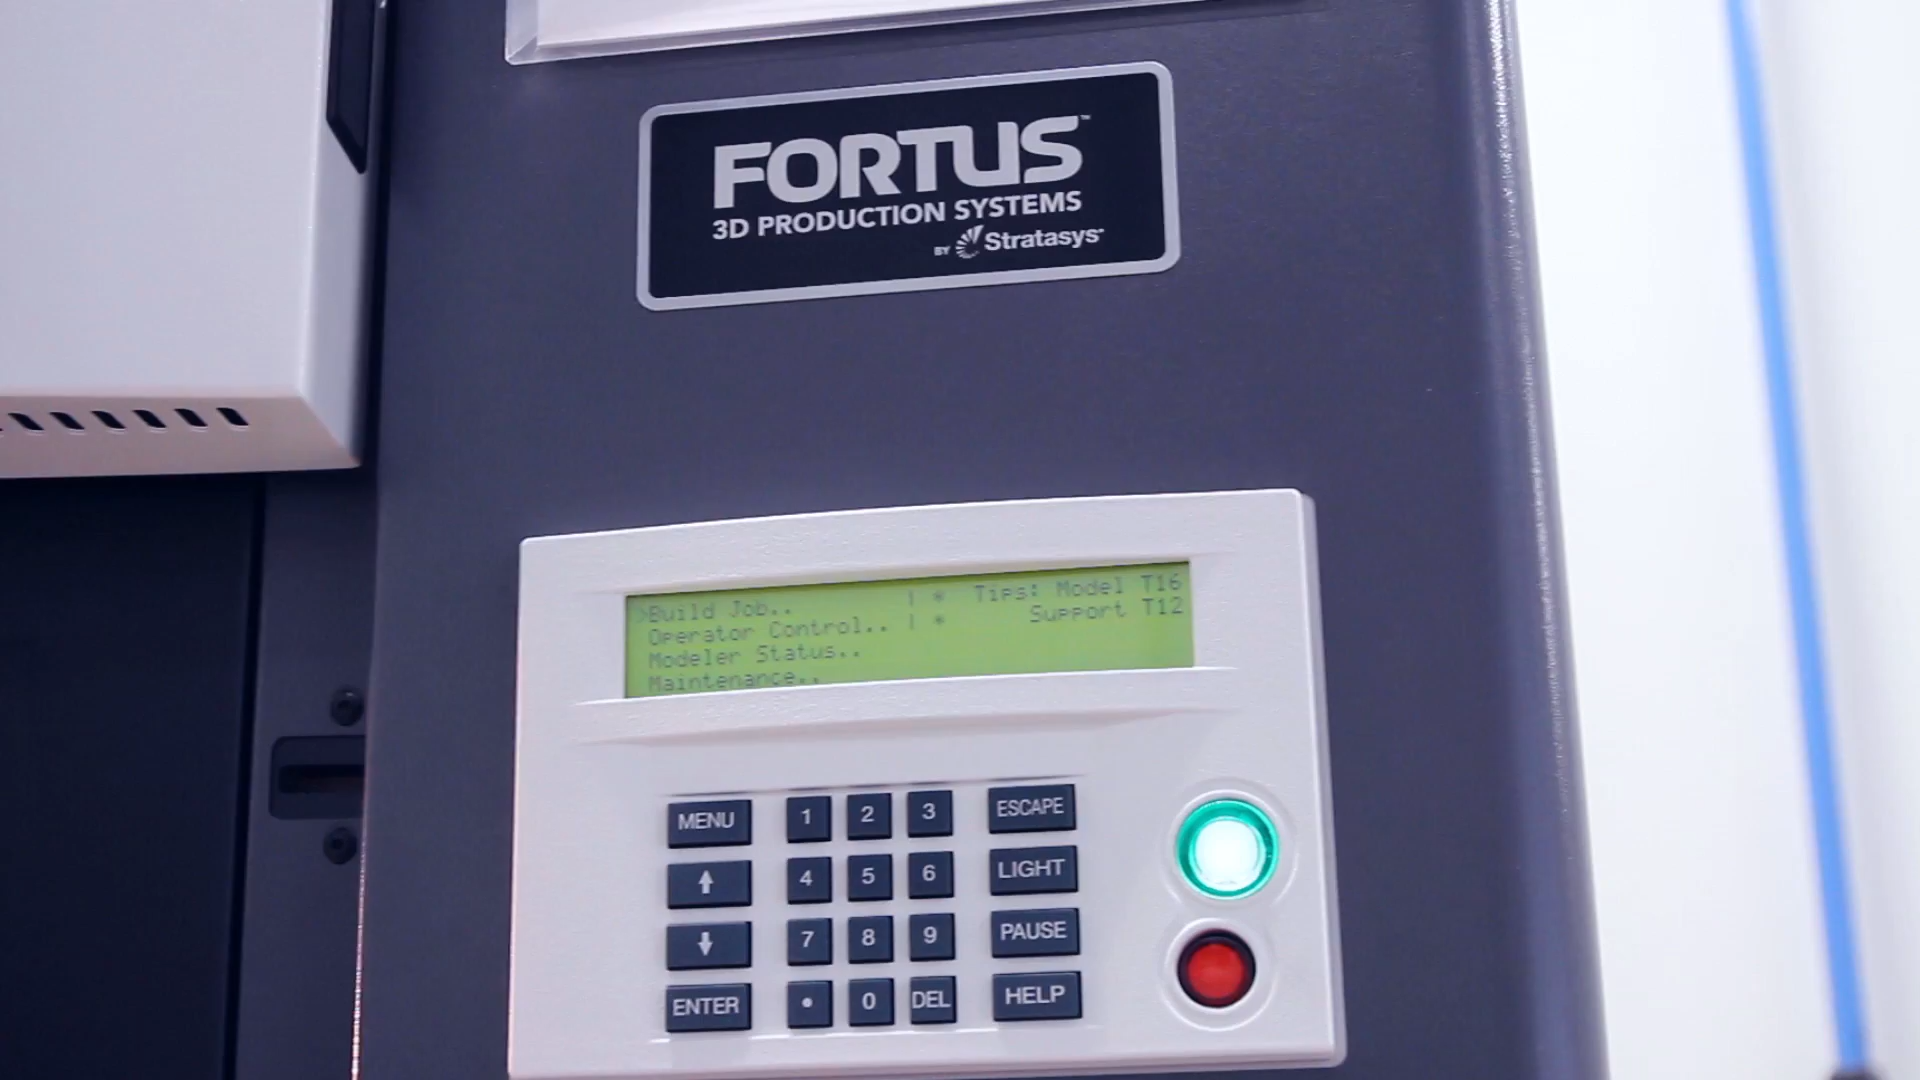 FORTUS™
3D PRODUCTION SYSTEMS
BY Stratasys
>Build Job.. | * Tips: Model T16
Operator Control.. | * Support T12
Modeler Status..
Maintenance..
MENU 1 2 3 ESCAPE
↑ 4 5 6 LIGHT
↓ 7 8 9 PAUSE
ENTER • 0 DEL HELP